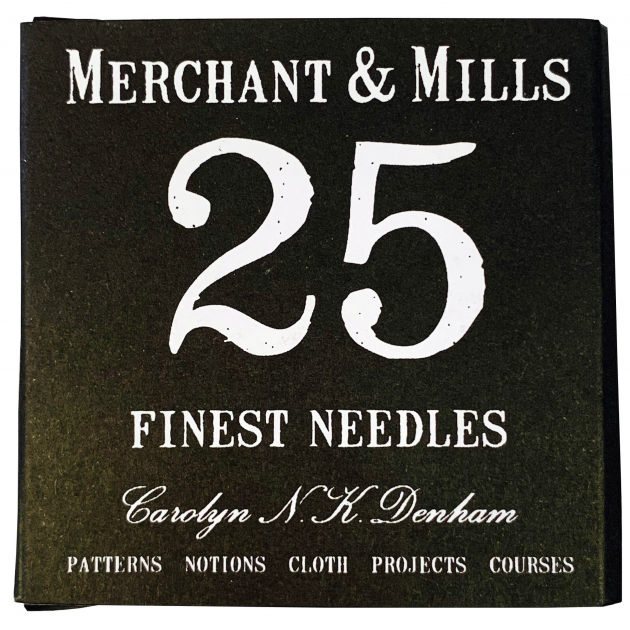 MERCHANT & MILLS
25
FINEST NEEDLES
Carolyn N.K. Denham
PATTERNS NOTIONS CLOTH PROJECTS COURSES